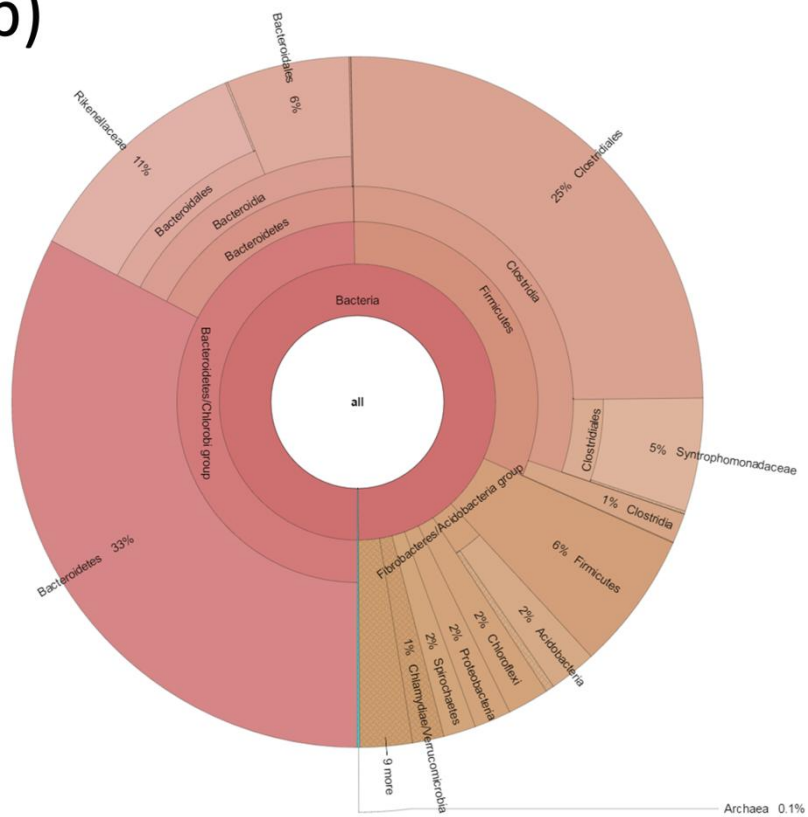 b)
Bacteroidales 6%
Rikenellaceae 11%
25% Clostridiales
Bacteroidales
Bacteroidia
Bacteroidetes
Clostridia
Firmicutes
Bacteria
all
Bacteroidetes/Chlorobi group
Clostridiales
5% Syntrophomonadaceae
1% Clostridia
Fibrobacteres/Acidobacteria group
6% Firmicutes
Bacteroidetes 33%
2% Acidobacteria
2% Chloroflexi
2% Proteobacteria
2% Spirochaetes
1% Chlamydiae/Verrucomicrobia
9 more
Archaea 0.1%